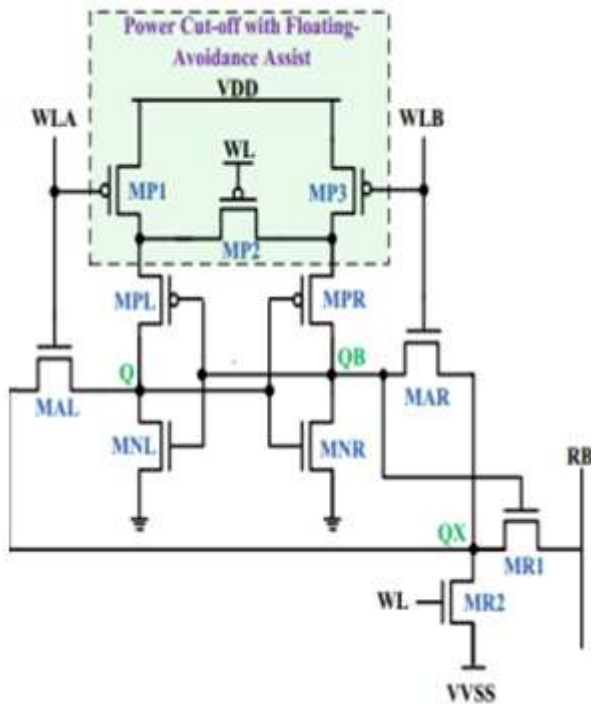 Power Cut-off with Floating-
Avoidance Assist
VDD
WLA
WLB
WL
MP1
MP3
MP2
MPL
MPR
Q
QB
MAL
MAR
MNL
MNR
RB
QX
MR1
WL
MR2
VVSS